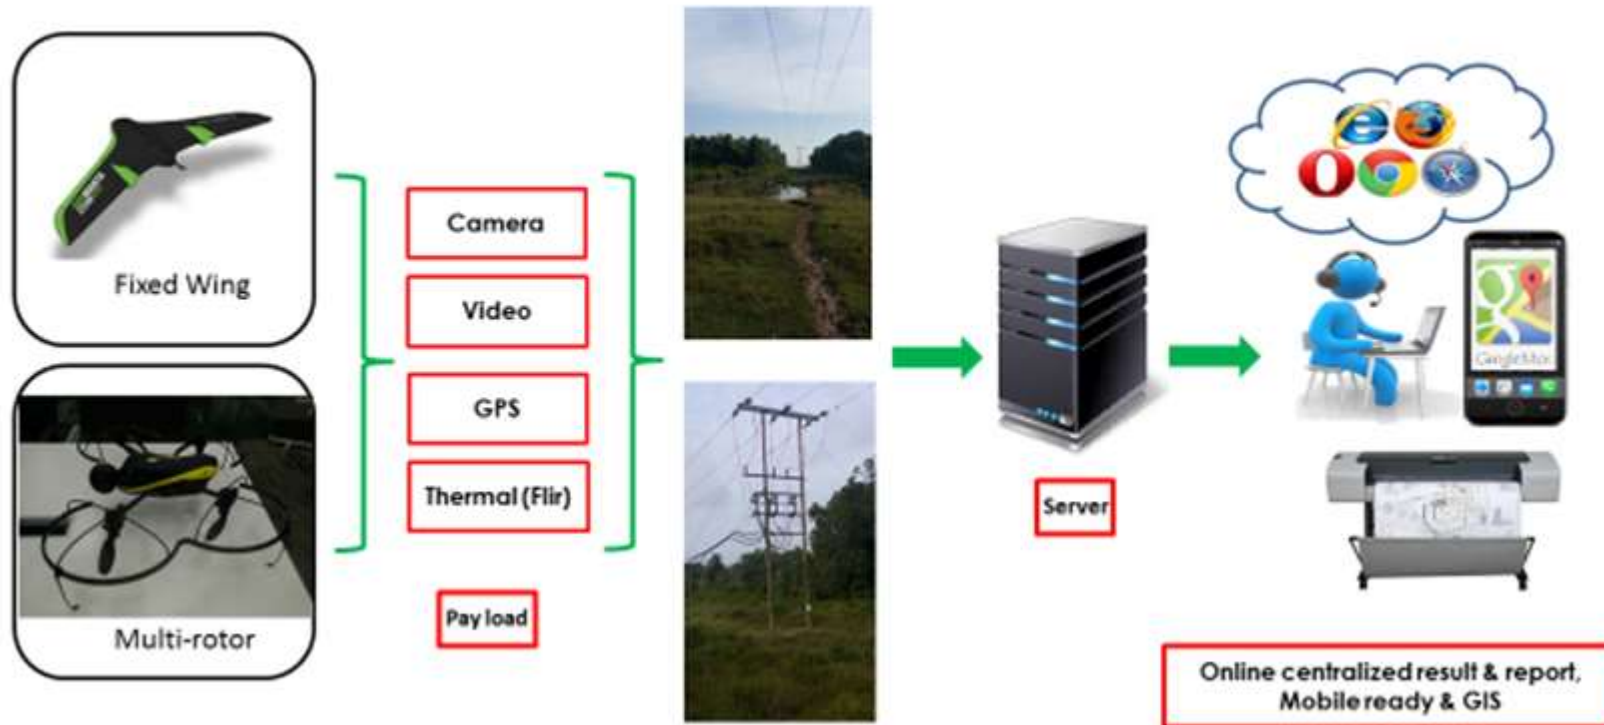 Fixed Wing
Multi-rotor
Camera
Video
GPS
Thermal (Flir)
Pay load
Server
Online centralized result & report,
Mobile ready & GIS